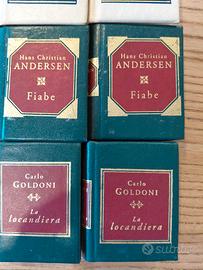 Hans Christian
ANDERSEN
Fiabe
Hans Christian
ANDERSEN
Fiabe
Carlo
GOLDONI
La
locandiera
Carlo
GOLDONI
La
locandiera
subito